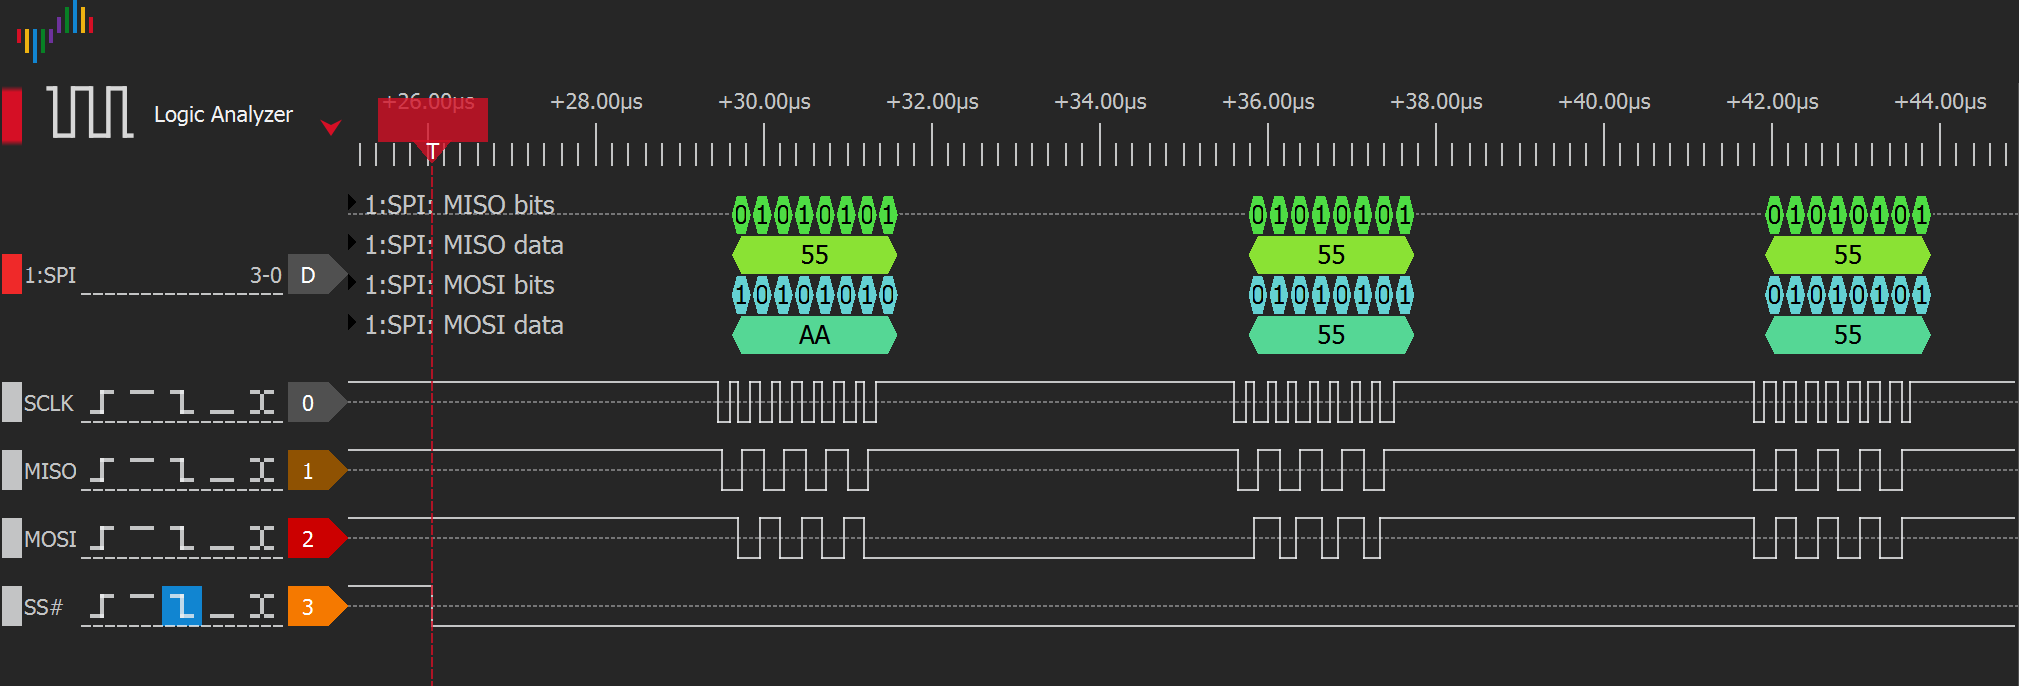 +26.00µs +28.00µs +30.00µs +32.00µs +34.00µs +36.00µs +38.00µs +40.00µs +42.00µs +44.00µs
Logic Analyzer
T
1:SPI: MISO bits 0 1 0 1 0 1 0 1 0 1 0 1 0 1 0 1 0 1 0 1 0 1 0 1
1:SPI: MISO data 55 55 55
1:SPI 3-0 D
1:SPI: MOSI bits 1 0 1 0 1 0 1 0 0 1 0 1 0 1 0 1 0 1 0 1 0 1 0 1
1:SPI: MOSI data AA 55 55
SCLK 0
MISO 1
MOSI 2
SS# 3